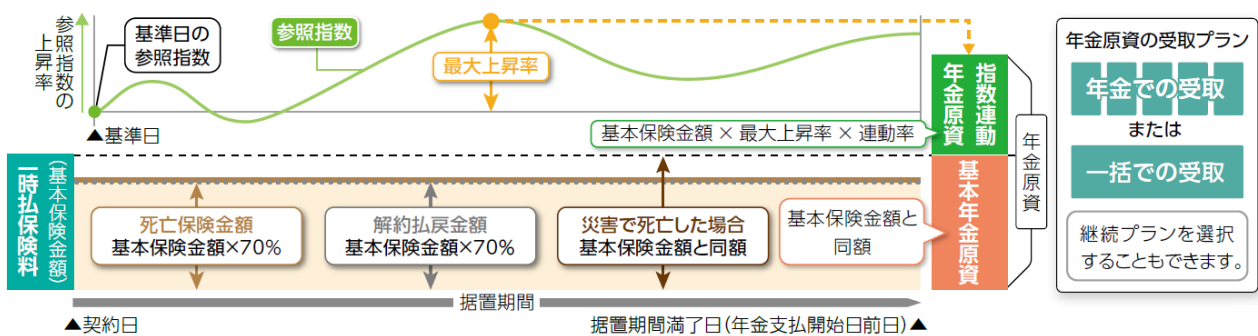 参照指数の
上昇率
基準日の
参照指数
参照指数
最大上昇率
▲基準日
基本保険金額×最大上昇率×連動率
指数連動
年金原資
一時払保険料
(基本保険金額)
死亡保険金額
基本保険金額×70%
解約払戻金額
基本保険金額×70%
災害で死亡した場合
基本保険金額と同額
基本保険金額と
同額
基本年金原資
年金原資
据置期間
▲契約日
据置期間満了日(年金支払開始日前日)▲
年金原資の受取プラン
年金での受取
または
一括での受取
継続プランを選択
することもできます。